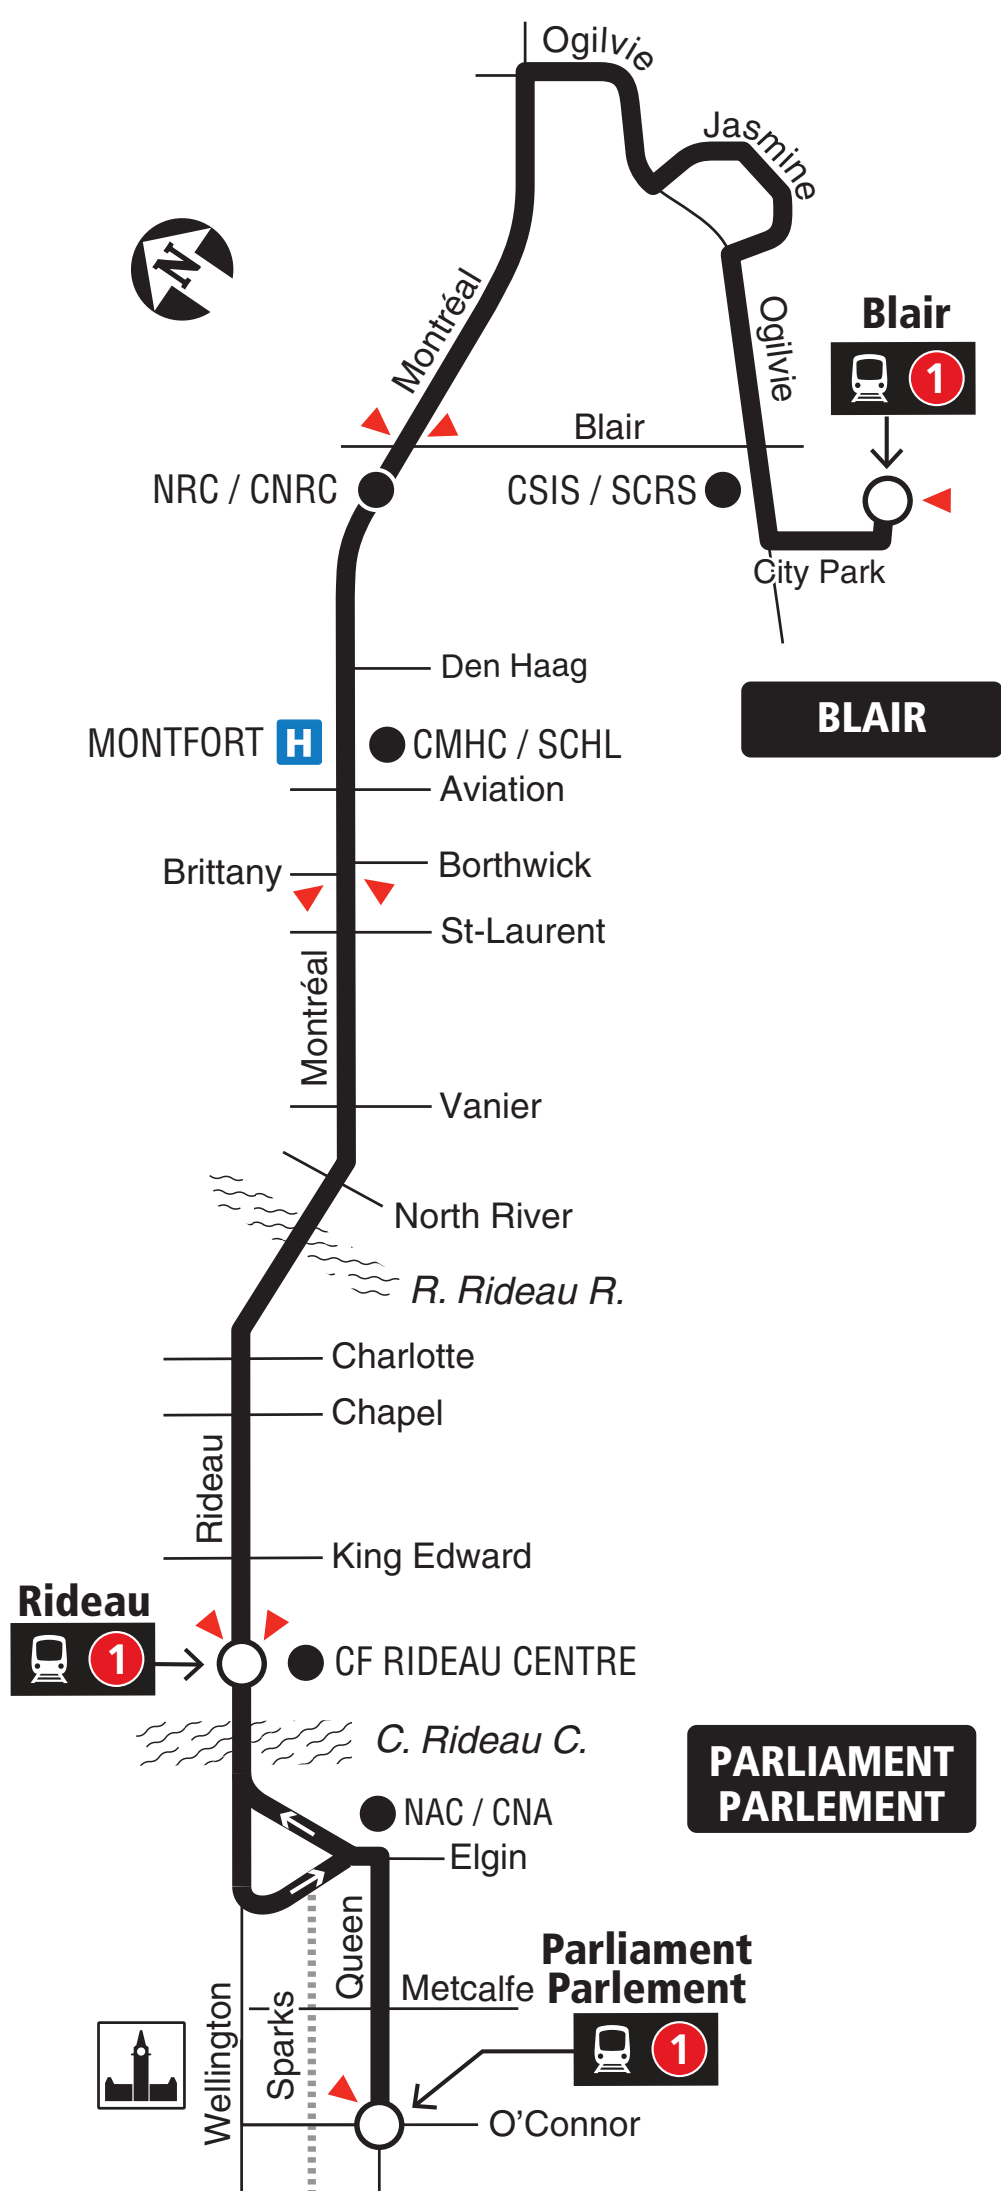 Ogilvie
Jasmine
N
Montréal
Ogilvie
Blair
1
Blair
NRC / CNRC
CSIS / SCRS
City Park
Den Haag
BLAIR
MONTFORT H
CMHC / SCHL
Aviation
Borthwick
Brittany
St-Laurent
Montréal
Vanier
North River
R. Rideau R.
Charlotte
Chapel
Rideau
King Edward
Rideau
1
CF RIDEAU CENTRE
C. Rideau C.
PARLIAMENT
PARLEMENT
NAC / CNA
Elgin
Queen
Parliament
Parlement
1
Metcalfe
Wellington
Sparks
O'Connor